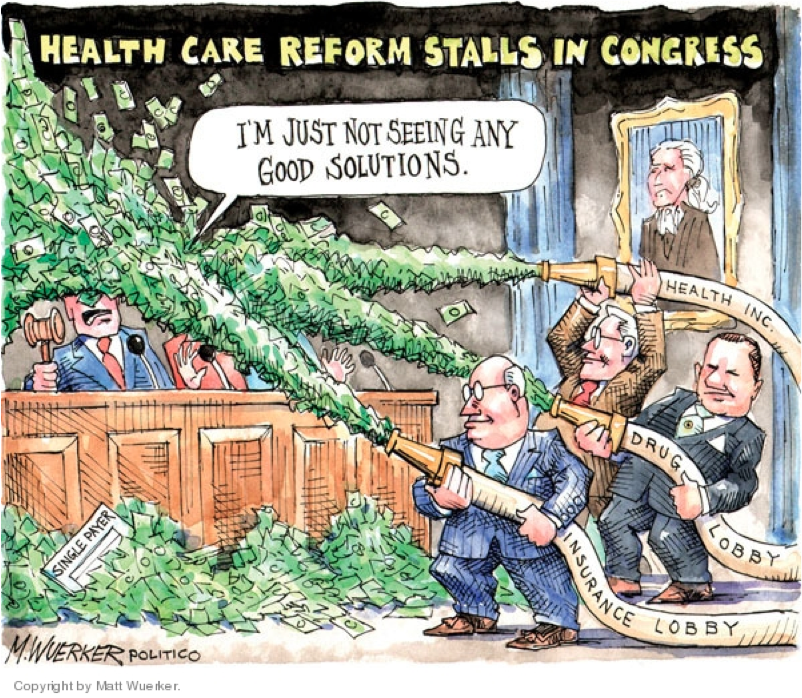 HEALTH CARE REFORM STALLS IN CONGRESS
I'M JUST NOT SEEING ANY
GOOD SOLUTIONS.
HEALTH INC.
DRUG LOBBY
INSURANCE LOBBY
SINGLE PAYER
M.WUERKER POLITICO
Copyright by Matt Wuerker.